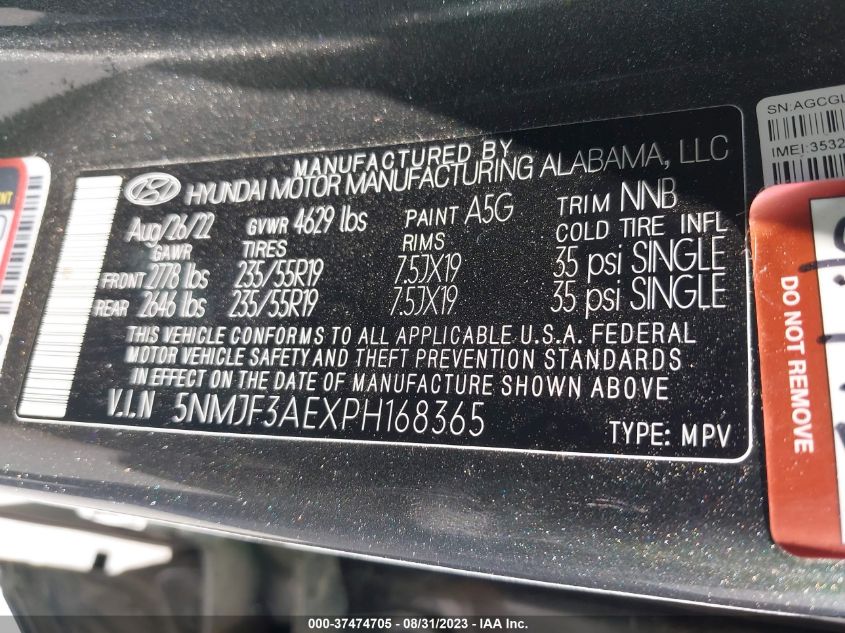 MANUFACTURED BY
HYUNDAI MOTOR MANUFACTURING ALABAMA, LLC
Aug/26/22 GVWR 4629 lbs PAINT A5G TRIM NNB
GAWR TIRES RIMS COLD TIRE INFL
FRONT 2778 lbs 235/55R19 7.5JX19 35 psi SINGLE
REAR 2646 lbs 235/55R19 7.5JX19 35 psi SINGLE
THIS VEHICLE CONFORMS TO ALL APPLICABLE U.S.A. FEDERAL
MOTOR VEHICLE SAFETY AND THEFT PREVENTION STANDARDS
IN EFFECT ON THE DATE OF MANUFACTURE SHOWN ABOVE
V.I.N 5NMJF3AEXPH168365
TYPE: MPV
SN:AGCGL
IMEI:3532
DO NOT REMOVE
000-37474705 - 08/31/2023 - © IAA Inc.